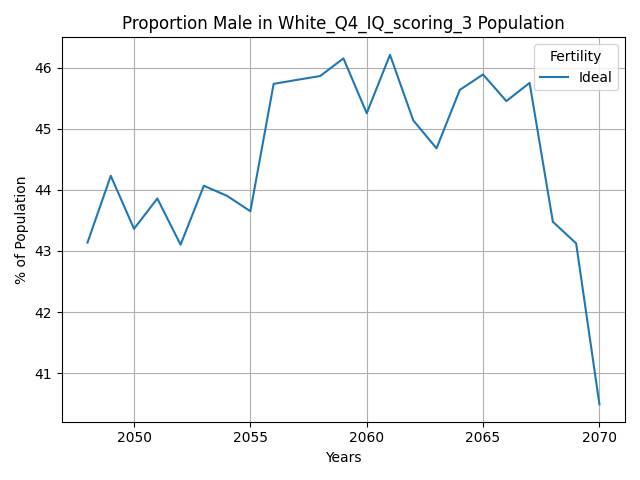 Proportion Male in White_Q4_IQ_scoring_3 Population
Fertility
Ideal
46
45
44
43
42
41
% of Population
2050 2055 2060 2065 2070
Years